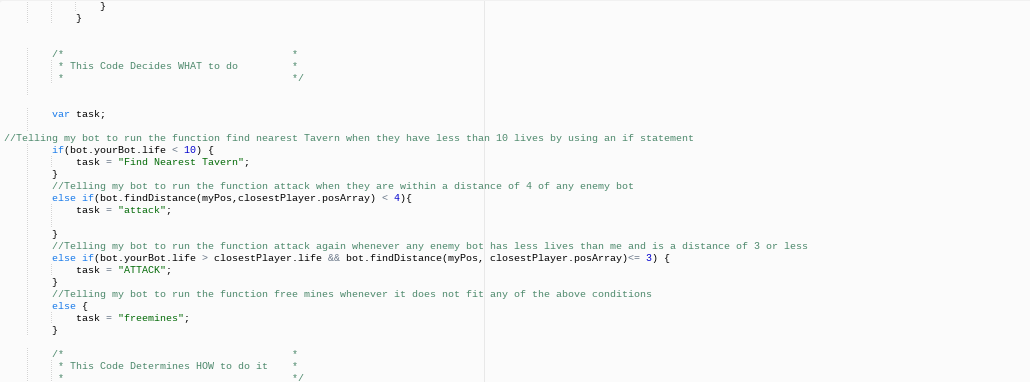 }
}
/* *
* This Code Decides WHAT to do *
* */
var task;
//Telling my bot to run the function find nearest Tavern when they have less than 10 lives by using an if statement
if(bot.yourBot.life < 10) {
task = "Find Nearest Tavern";
}
//Telling my bot to run the function attack when they are within a distance of 4 of any enemy bot
else if(bot.findDistance(myPos,closestPlayer.posArray) < 4){
task = "attack";
}
//Telling my bot to run the function attack again whenever any enemy bot has less lives than me and is a distance of 3 or less
else if(bot.yourBot.life > closestPlayer.life && bot.findDistance(myPos, closestPlayer.posArray)<= 3) {
task = "ATTACK";
}
//Telling my bot to run the function free mines whenever it does not fit any of the above conditions
else {
task = "freemines";
}
/* *
* This Code Determines HOW to do it *
* */